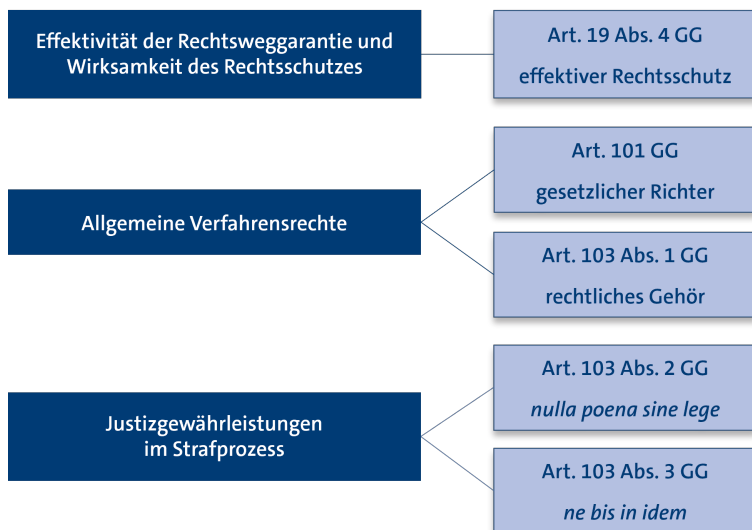 Effektivität der Rechtsweggarantie und
Wirksamkeit des Rechtsschutzes
Art. 19 Abs. 4 GG
effektiver Rechtsschutz
Allgemeine Verfahrensrechte
Art. 101 GG
gesetzlicher Richter
Art. 103 Abs. 1 GG
rechtliches Gehör
Justizgewährleistungen
im Strafprozess
Art. 103 Abs. 2 GG
nulla poena sine lege
Art. 103 Abs. 3 GG
ne bis in idem